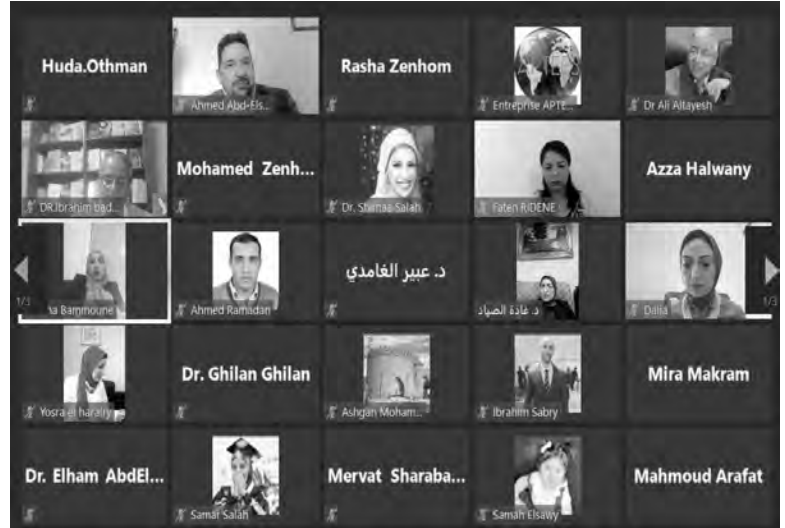 Huda.Othman
Ahmed Abd-Els...
Rasha Zenhom
Entreprise APTE...
Dr Ali Altayesh
DR.Ibrahim bad...
Mohamed Zenh...
Dr. Shimaa Salah
Faten RIDENE
Azza Halwany
1/3
na Bammoune
Ahmed Ramadan
د. عبير الغامدي
د. غادة الصياد
Dalia
1/3
Yosra el harairy
Dr. Ghilan Ghilan
Ashgan Moham...
Ibrahim Sabry
Mira Makram
Dr. Elham AbdEl...
Samar Salah
Mervat Sharaba...
Samah Elsawy
Mahmoud Arafat